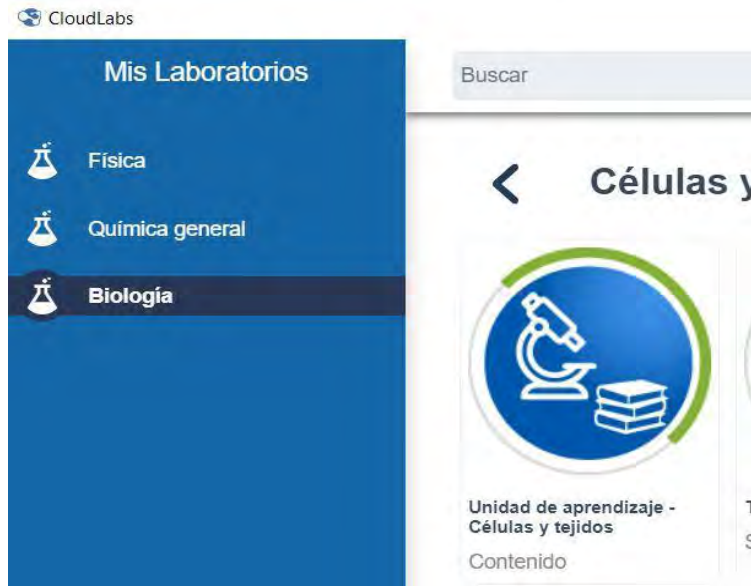 CloudLabs
Mis Laboratorios
Buscar
Física
Química general
Biología
Células y
Unidad de aprendizaje -
Células y tejidos
Contenido